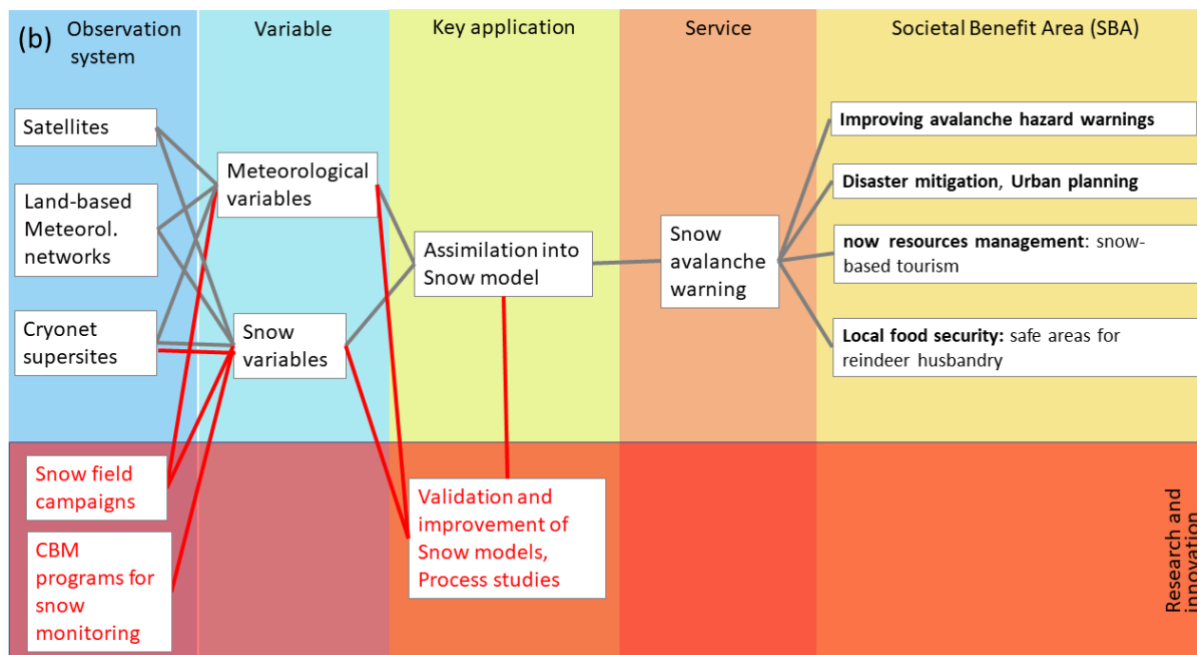 (b)
Observation
system
Variable
Key application
Service
Societal Benefit Area (SBA)
Satellites
Land-based
Meteorol.
networks
Cryonet
supersites
Meteorological
variables
Snow
variables
Assimilation into
Snow model
Snow
avalanche
warning
Improving avalanche hazard warnings
Disaster mitigation, Urban planning
now resources management: snow-
based tourism
Local food security: safe areas for
reindeer husbandry
Snow field
campaigns
CBM
programs for
snow
monitoring
Validation and
improvement of
Snow models,
Process studies
Research and
innovation